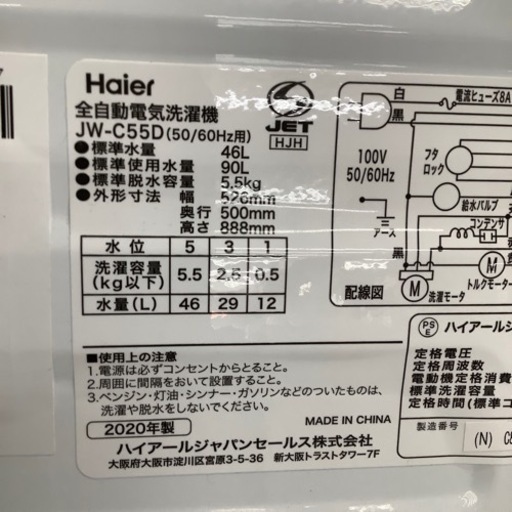 Haier
全自動電気洗濯機
JW-C55D(50/60Hz用)
●標準水量 46L
●標準使用水量 90L
●標準脱水容量 5.5kg
●外形寸法 幅 526mm
奥行 500mm
高さ 888mm
JET
HJH
水位 5 3 1
洗濯容量(kg以下) 5.5 2.5 0.5
水量(L) 46 29 12
■使用上の注意
1.電源は必ずコンセントからとること。
2.周囲に間隔をおいて設置すること。
3.ベンジン・灯油・シンナー・ガソリンなどのついたものは、
洗濯や脱水をしないでください。
2020年製
MADE IN CHINA
ハイアールジャパンセールス株式会社
大阪府大阪市淀川区宮原3-5-36 新大阪トラストタワー7F
白
黒
電流ヒューズ8A
100V
50/60Hz
フタ
ロック
給水バルブ
アース
コンデンサ
黒
M
洗濯モータ
M
トルクモーター
配線図
PS
E
ハイアールジ
定格電圧
定格周波数
電動機定格消費
標準洗濯容量
定格時間(標準コ
製造番号
(N) C